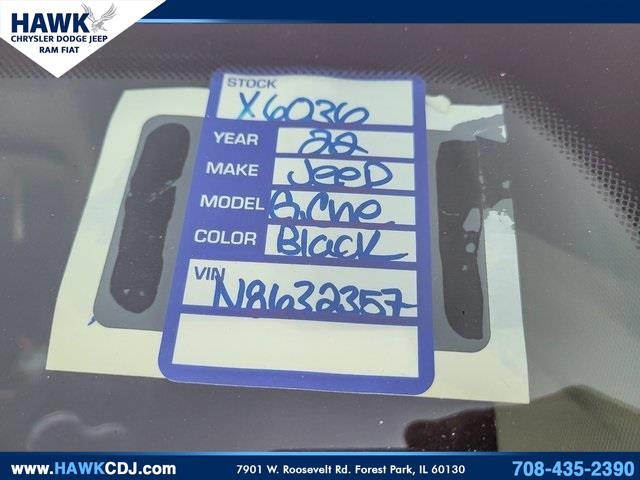 HAWK
CHRYSLER DODGE JEEP
RAM FIAT
STOCK X6036
YEAR 22
MAKE JeeP
MODEL G.Che
COLOR Black
VIN N8632357
www.HAWKCDJ.com
7901 W. Roosevelt Rd. Forest Park, IL 60130
708-435-2390